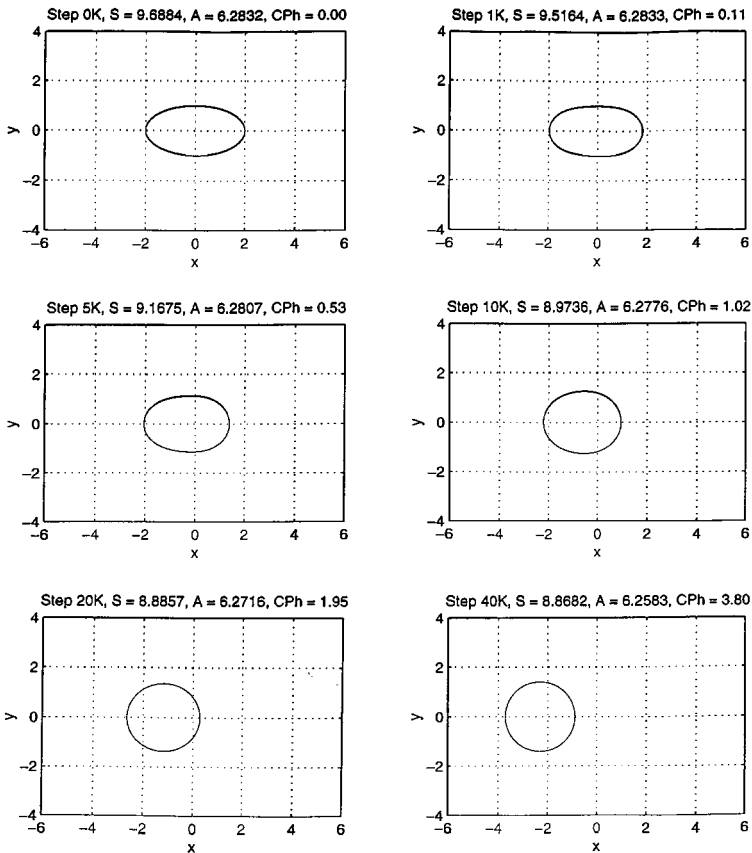 Step 0K, S = 9.6884, A = 6.2832, CPh = 0.00
4
2
0
−2
−4
y
−6 −4 −2 0 2 4 6
x
Step 1K, S = 9.5164, A = 6.2833, CPh = 0.11
4
2
0
−2
−4
y
−6 −4 −2 0 2 4 6
x
Step 5K, S = 9.1675, A = 6.2807, CPh = 0.53
4
2
0
−2
−4
y
−6 −4 −2 0 2 4 6
x
Step 10K, S = 8.9736, A = 6.2776, CPh = 1.02
4
2
0
−2
−4
y
−6 −4 −2 0 2 4 6
x
Step 20K, S = 8.8857, A = 6.2716, CPh = 1.95
4
2
0
−2
−4
y
−6 −4 −2 0 2 4 6
x
Step 40K, S = 8.8682, A = 6.2583, CPh = 3.80
4
2
0
−2
−4
y
−6 −4 −2 0 2 4 6
x